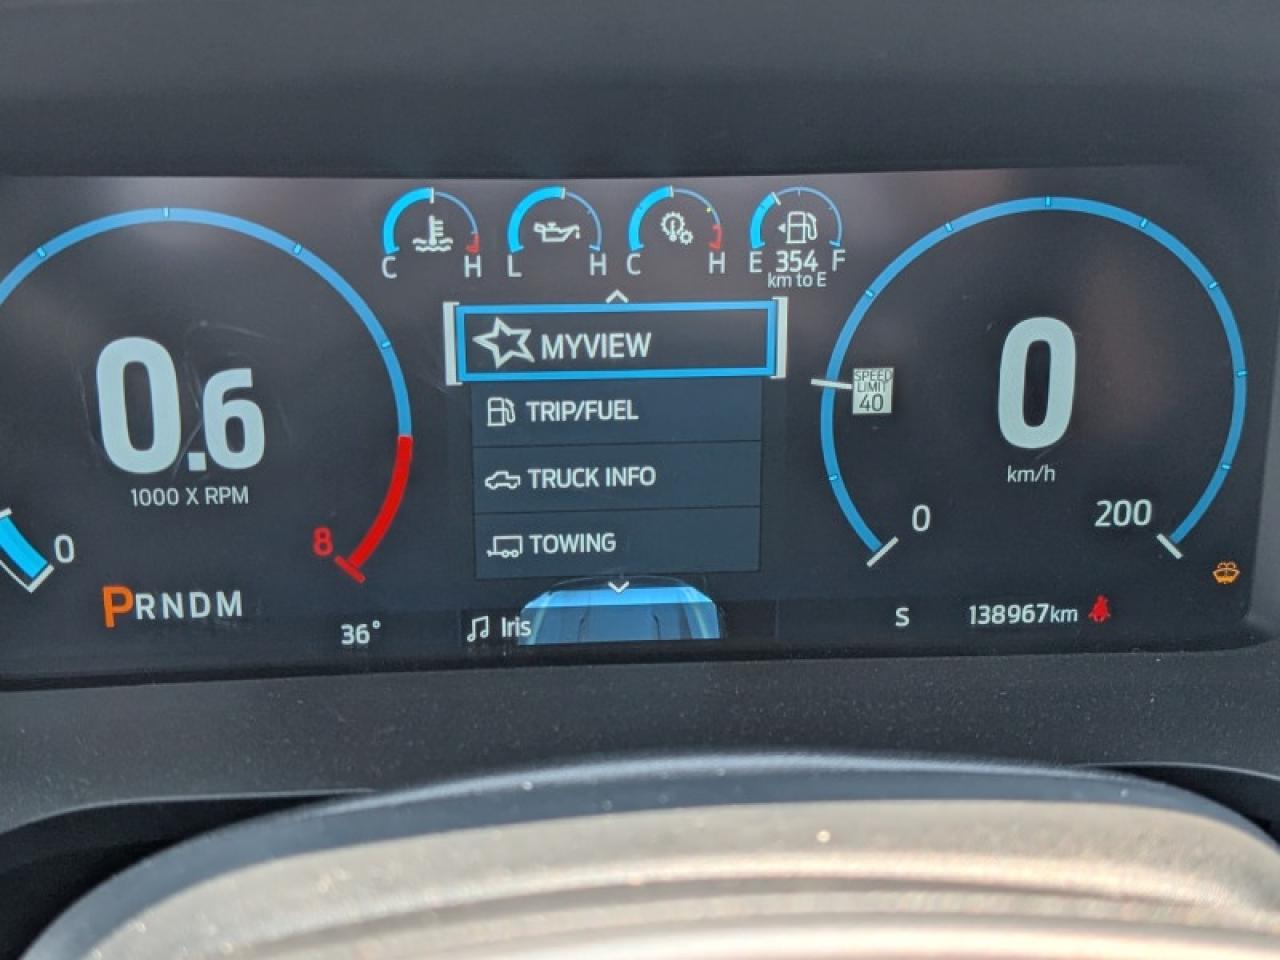 C H
L H
C H
E 354 F
km to E
MYVIEW
TRIP/FUEL
TRUCK INFO
TOWING
0.6
1000 X RPM
0
8
PRNDM
36°
Iris
SPEED
LIMIT
40
0
km/h
0
200
S
138967km